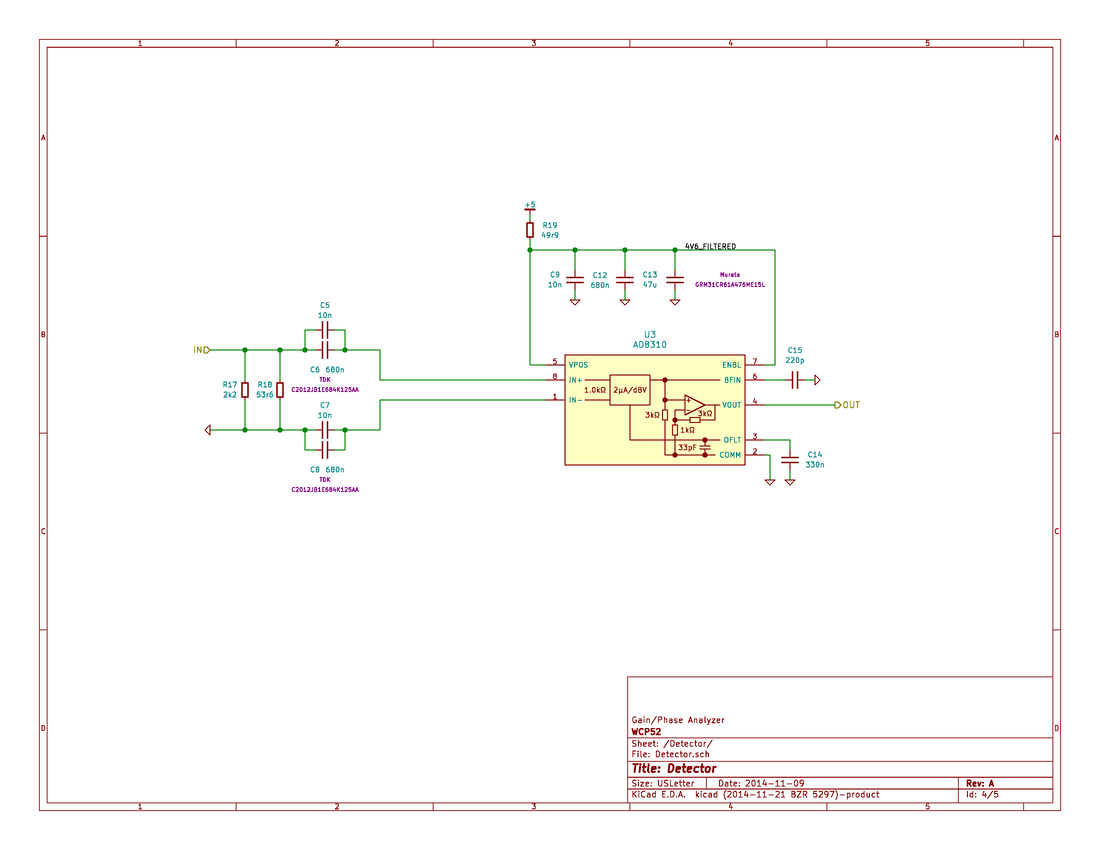 1 2 3 4 5
A A
+5
R19
49r9
4V6_FILTERED
C9
10n
C12
680n
C13
47u
Murata
GRM31CR61A476ME15L
C5
10n
B B
IN
U3
AD8310
C15
220p
C6 680n
TDK
C2012JB1E684K125AA
5 VPOS
ENBL 7
8 IN+
1.0kΩ
2µA/dBV
BFIN 6
R17
2k2
R18
53r6
1 IN-
+
-
VOUT 4
OUT
C7
10n
3kΩ
3kΩ
1kΩ
OFLT 3
33pF
COMM 2
C14
330n
C8 680n
TDK
C2012JB1E684K125AA
C C
Gain/Phase Analyzer
D D
WCP52
Sheet: /Detector/
File: Detector.sch
Title: Detector
Size: USLetter Date: 2014-11-09 Rev: A
KiCad E.D.A. kicad (2014-11-21 BZR 5297)-product Id: 4/5
1 2 3 4 5